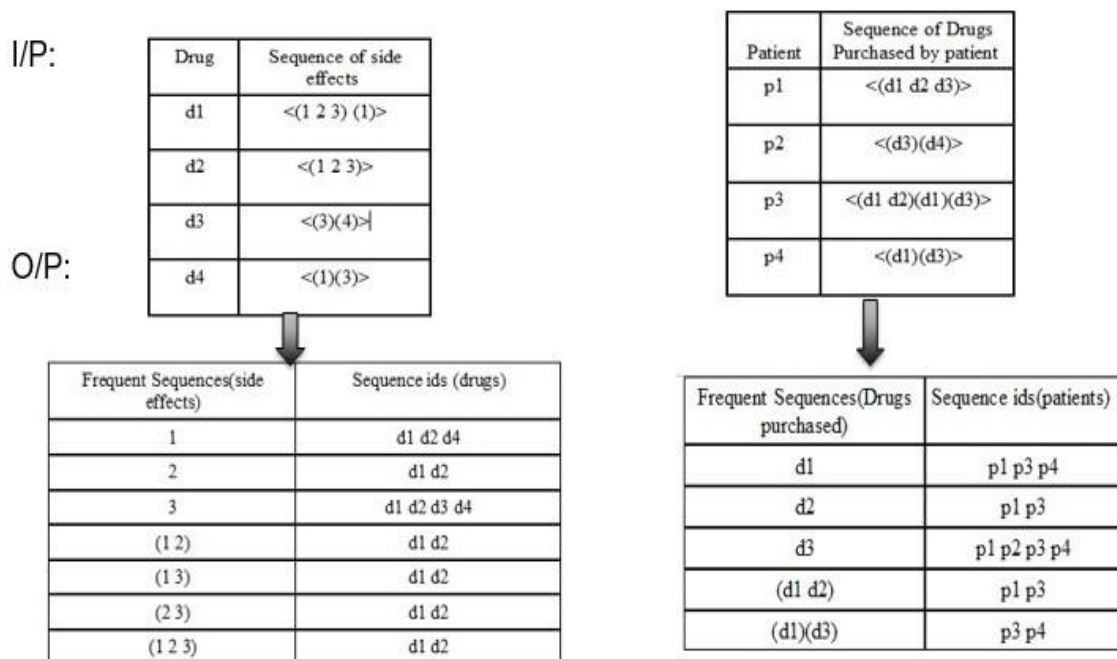 I/P:
Drug Sequence of side
effects
d1 <(1 2 3) (1)>
d2 <(1 2 3)>
d3 <(3)(4)>
d4 <(1)(3)>
Sequence of Drugs
Patient Purchased by patient
p1 <(d1 d2 d3)>
p2 <(d3)(d4)>
p3 <(d1 d2)(d1)(d3)>
p4 <(d1)(d3)>
O/P:
Frequent Sequences(side Sequence ids (drugs)
effects)
1 d1 d2 d4
2 d1 d2
3 d1 d2 d3 d4
(1 2) d1 d2
(1 3) d1 d2
(2 3) d1 d2
(1 2 3) d1 d2
Frequent Sequences(Drugs Sequence ids(patients)
purchased)
d1 p1 p3 p4
d2 p1 p3
d3 p1 p2 p3 p4
(d1 d2) p1 p3
(d1)(d3) p3 p4